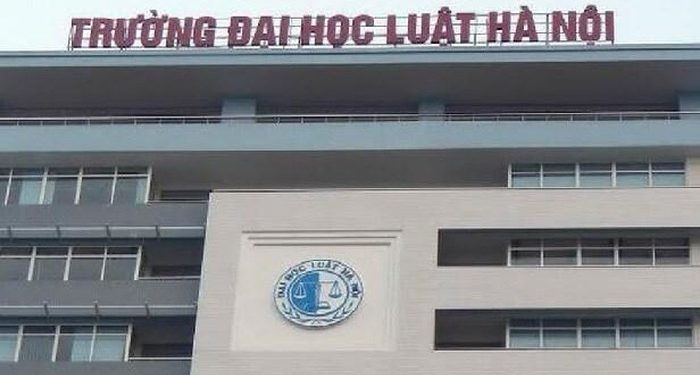 TRƯỜNG ĐẠI HỌC LUẬT HÀ NỘI
ĐẠI HỌC LUẬT HÀ NỘI